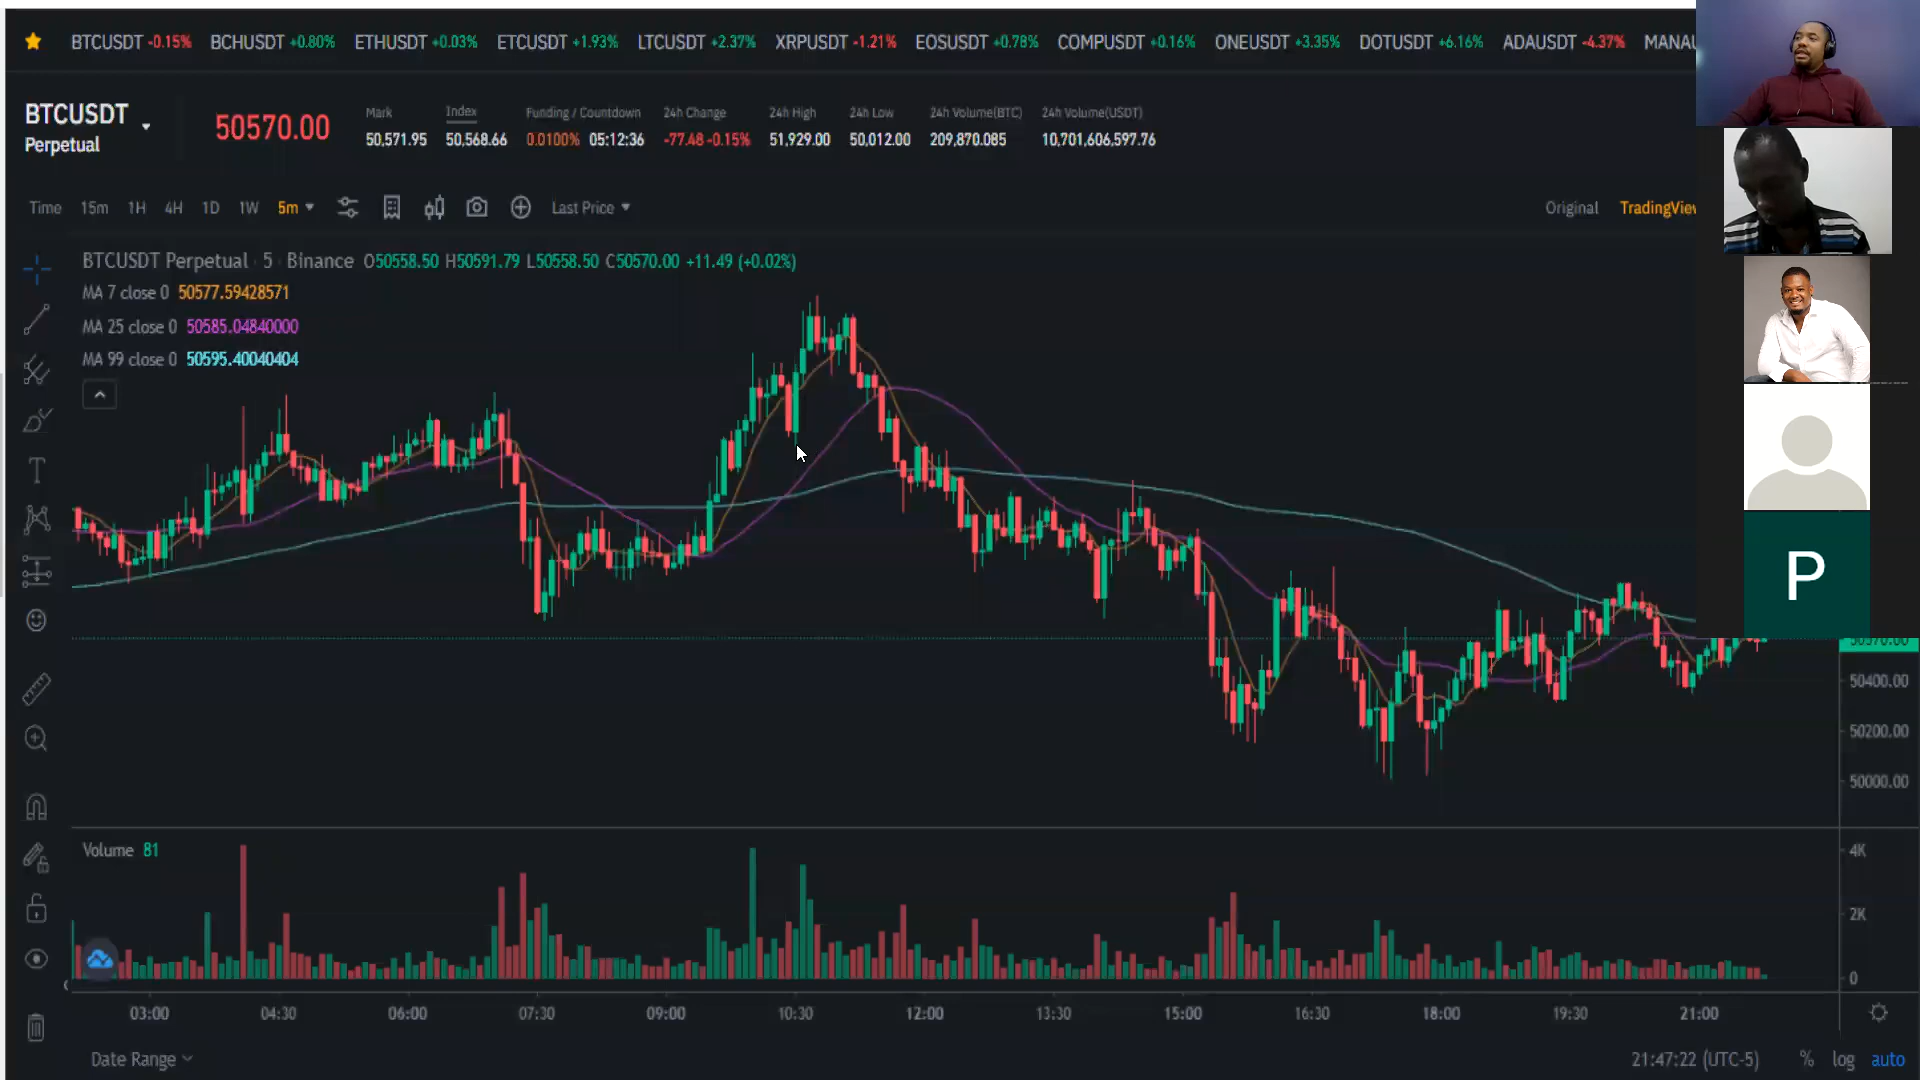 BTCUSDT -0.15% BCHUSDT +0.80% ETHUSDT +0.03% ETCUSDT +1.93% LTCUSDT +2.37% XRPUSDT -1.21% EOSUSDT +0.78% COMPUSDT +0.16% ONEUSDT +3.35% DOTUSDT +6.16% ADAUSDT -4.37% MANAU
BTCUSDT
Perpetual
50570.00
Mark Index Funding / Countdown 24h Change 24h High 24h Low 24h Volume(BTC) 24h Volume(USDT)
50,571.95 50,568.66 0.0100% 05:12:36 -77.48 -0.15% 51,929.00 50,012.00 209,870.085 10,701,606,597.76
Time 15m 1H 4H 1D 1W 5m Last Price Original TradingView
BTCUSDT Perpetual · 5 · Binance O50558.50 H50591.79 L50558.50 C50570.00 +11.49 (+0.02%)
MA 7 close 0 50577.59428571
MA 25 close 0 50585.04840000
MA 99 close 0 50595.40040404
P
50570.00
50400.00
50200.00
50000.00
Volume 81
4K
2K
0
03:00 04:30 06:00 07:30 09:00 10:30 12:00 13:30 15:00 16:30 18:00 19:30 21:00
Date Range 21:47:22 (UTC-5) % log auto